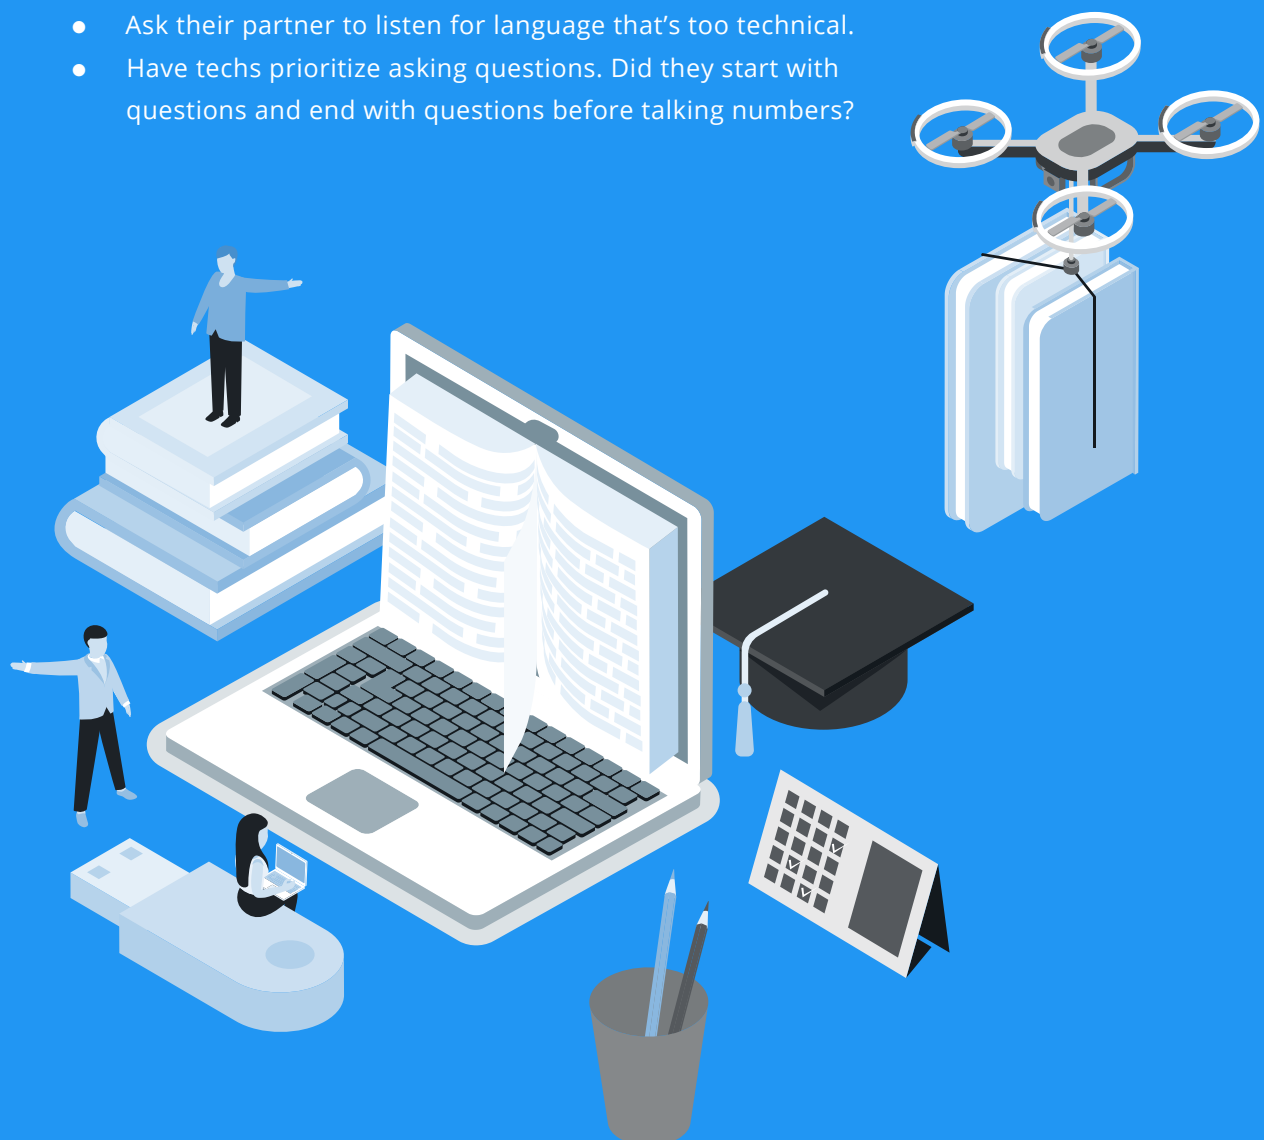 ● Ask their partner to listen for language that’s too technical.
● Have techs prioritize asking questions. Did they start with
questions and end with questions before talking numbers?